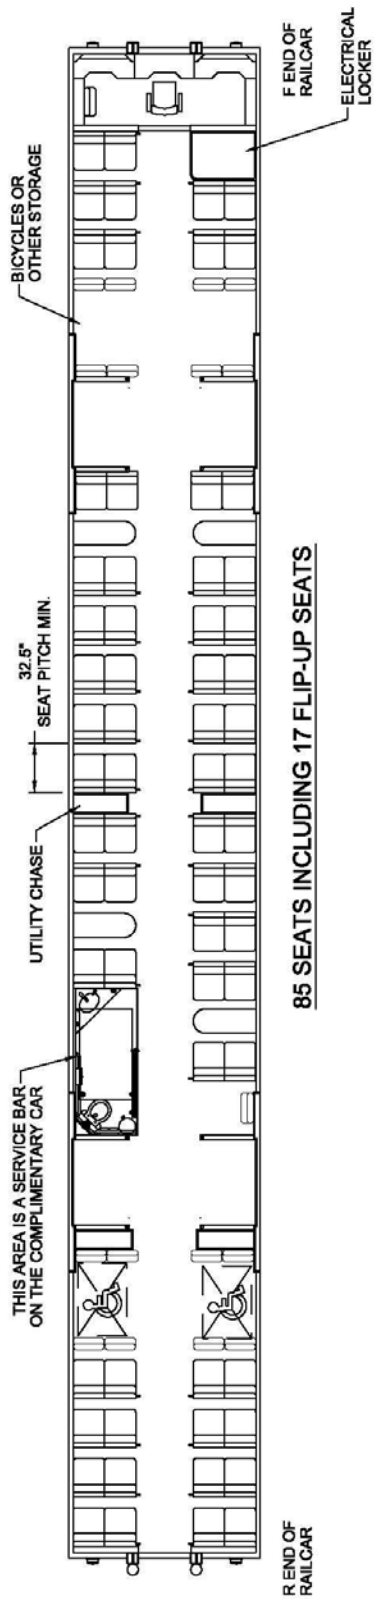 THIS AREA IS A SERVICE BAR
ON THE COMPLIMENTARY CAR
UTILITY CHASE
32.5"
SEAT PITCH MIN.
BICYCLES OR
OTHER STORAGE
R END OF
RAILCAR
85 SEATS INCLUDING 17 FLIP-UP SEATS
F END OF
RAILCAR
ELECTRICAL
LOCKER